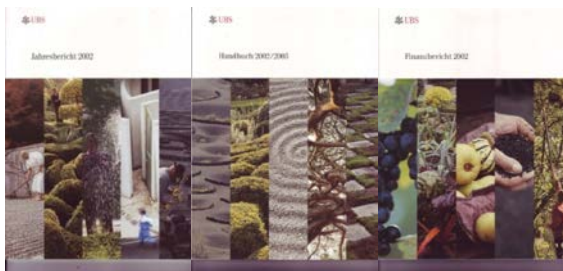 UBS
Jahresbericht 2002
UBS
Handbuch 2002/2003
UBS
Finanzbericht 2002